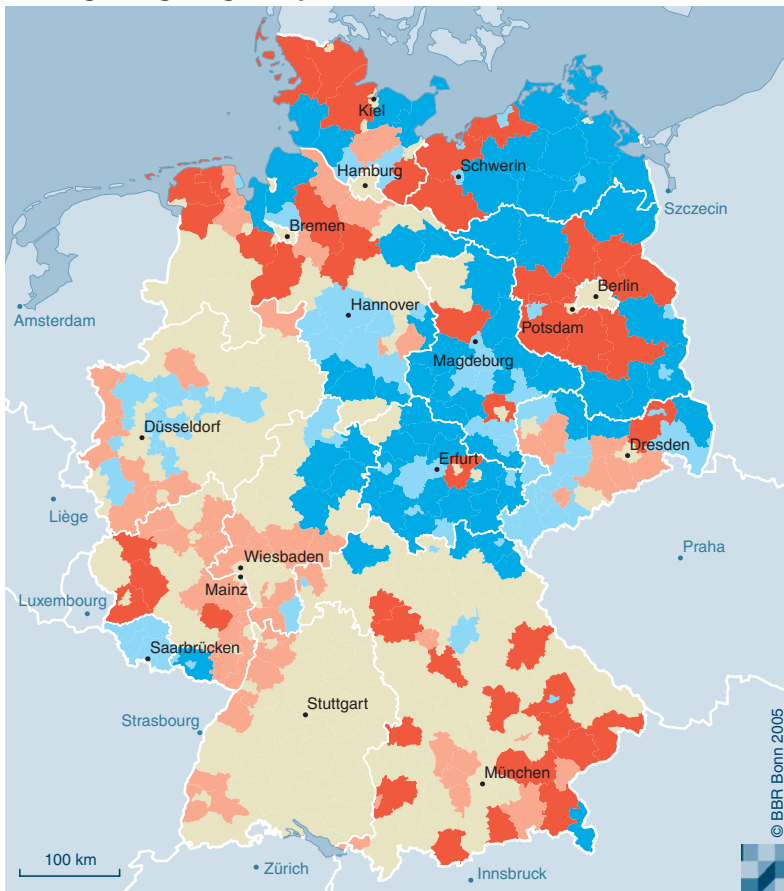 Kiel
Schwerin
Hamburg
Szczecin
Bremen
Berlin
Amsterdam
Hannover
Potsdam
Magdeburg
Düsseldorf
Erfurt
Dresden
Liège
Praha
Wiesbaden
Mainz
Luxembourg
Saarbrücken
Stuttgart
Strasbourg
München
© BBR Bonn 2005
100 km
Zürich
Innsbruck